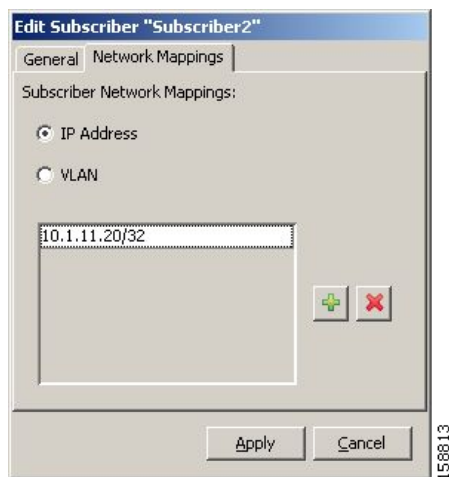 Edit Subscriber "Subscriber2"
General Network Mappings
Subscriber Network Mappings:
IP Address
VLAN
10.1.11.20/32
Apply Cancel
158813